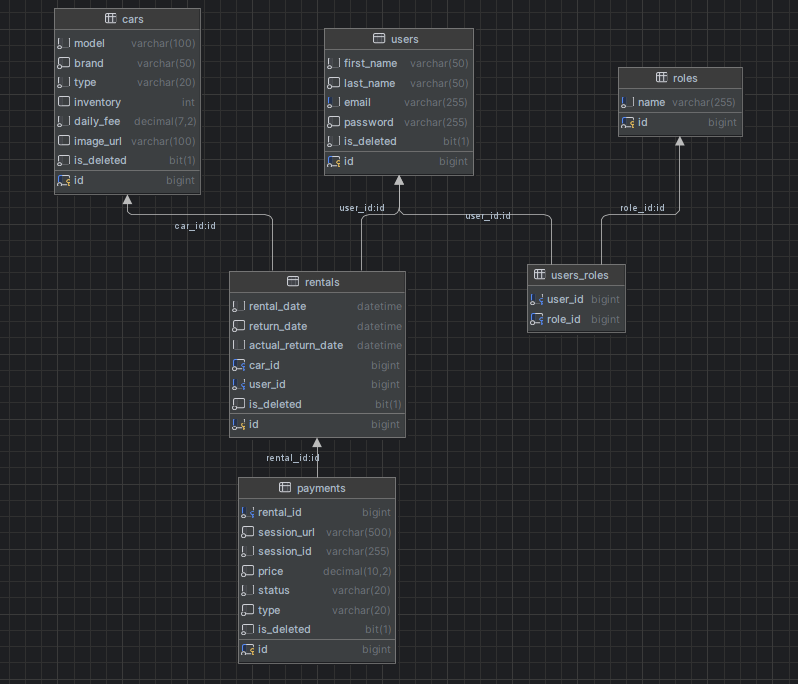 cars
model varchar(100)
brand varchar(50)
type varchar(20)
inventory int
daily_fee decimal(7,2)
image_url varchar(100)
is_deleted bit(1)
id bigint
users
first_name varchar(50)
last_name varchar(50)
email varchar(255)
password varchar(255)
is_deleted bit(1)
id bigint
roles
name varchar(255)
id bigint
car_id:id
user_id:id
user_id:id
role_id:id
rentals
rental_date datetime
return_date datetime
actual_return_date datetime
car_id bigint
user_id bigint
is_deleted bit(1)
id bigint
users_roles
user_id bigint
role_id bigint
rental_id:id
payments
rental_id bigint
session_url varchar(500)
session_id varchar(255)
price decimal(10,2)
status varchar(20)
type varchar(20)
is_deleted bit(1)
id bigint